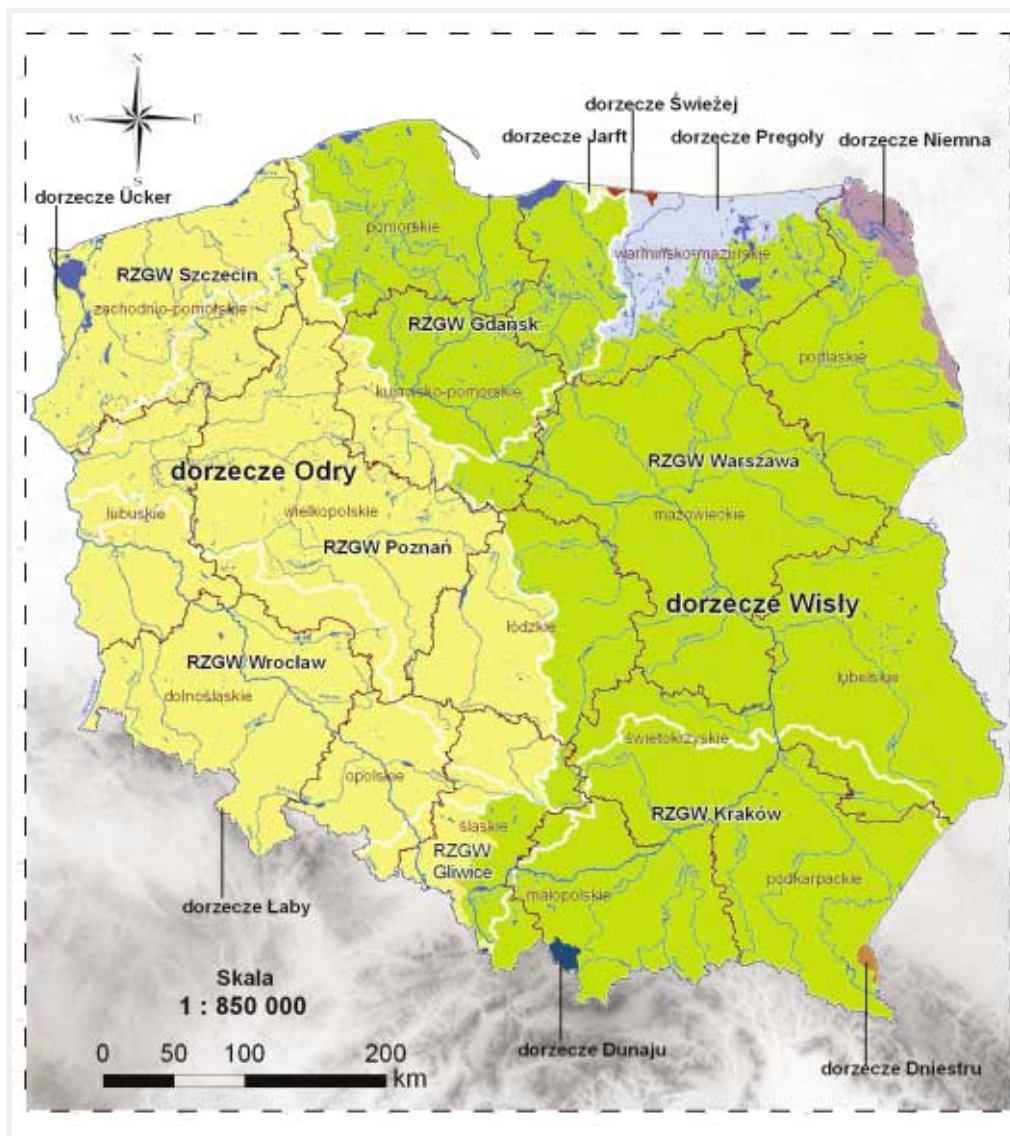 N
W E
S
dorzecze Świeżej
dorzecze Jarft
dorzecze Pregoły
dorzecze Niemna
dorzecze Ücker
pomorskie
warmińsko-mazurskie
RZGW Szczecin
zachodnio-pomorskie
RZGW Gdańsk
podlaskie
kujawsko-pomorskie
RZGW Warszawa
dorzecze Odry
lubuskie
wielkopolskie
mazowieckie
RZGW Poznań
dorzecze Wisły
łódzkie
RZGW Wrocław
dolnośląskie
lubelskie
świetokrzyskie
opolskie
RZGW Kraków
śląskie
RZGW
Gliwice
podkarpackie
małopolskie
dorzecze Łaby
Skala
1 : 850 000
dorzecze Dunaju
dorzecze Dniestru
0 50 100 200
km